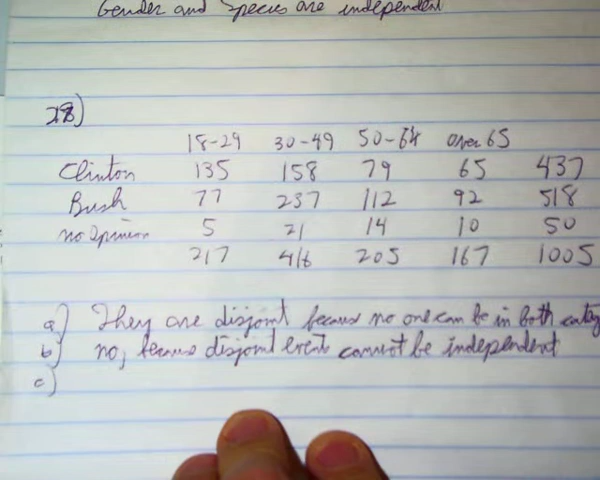 Gender and Species are independent
28)
18-29 30-49 50-64 over 65
Clinton 135 158 79 65 437
Bush 77 237 112 92 518
no opinion 5 21 14 10 50
217 416 205 167 1005
a) They are disjoint because no one can be in both categ
b) no, because disjoint events cannot be independent
c)